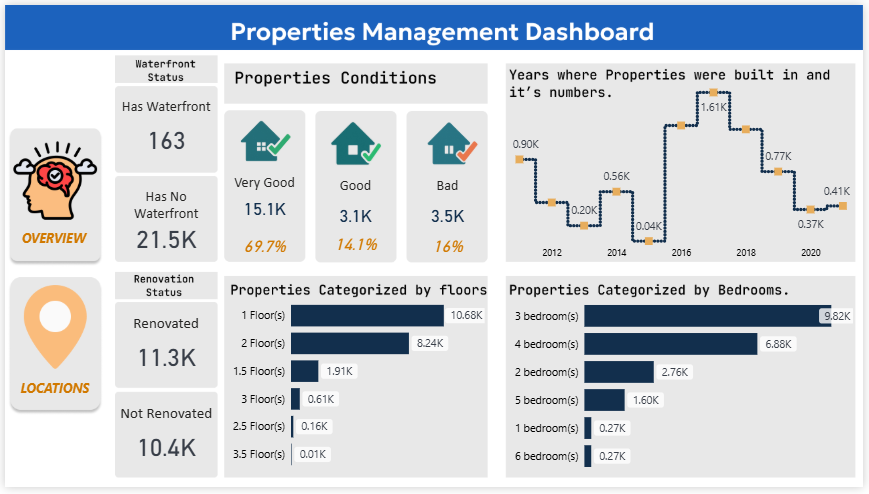 Properties Management Dashboard
OVERVIEW
LOCATIONS
Waterfront
Status
Has Waterfront
163
Has No
Waterfront
21.5K
Renovation
Status
Renovated
11.3K
Not Renovated
10.4K
Properties Conditions
Very Good
15.1K
69.7%
Good
3.1K
14.1%
Bad
3.5K
16%
Years where Properties were built in and
it's numbers.
0.90K
0.20K
0.56K
0.04K
1.61K
0.77K
0.37K
0.41K
2012
2014
2016
2018
2020
Properties Categorized by floors
1 Floor(s)
10.68K
2 Floor(s)
8.24K
1.5 Floor(s)
1.91K
3 Floor(s)
0.61K
2.5 Floor(s)
0.16K
3.5 Floor(s)
0.01K
Properties Categorized by Bedrooms.
3 bedroom(s)
9.82K
4 bedroom(s)
6.88K
2 bedroom(s)
2.76K
5 bedroom(s)
1.60K
1 bedroom(s)
0.27K
6 bedroom(s)
0.27K